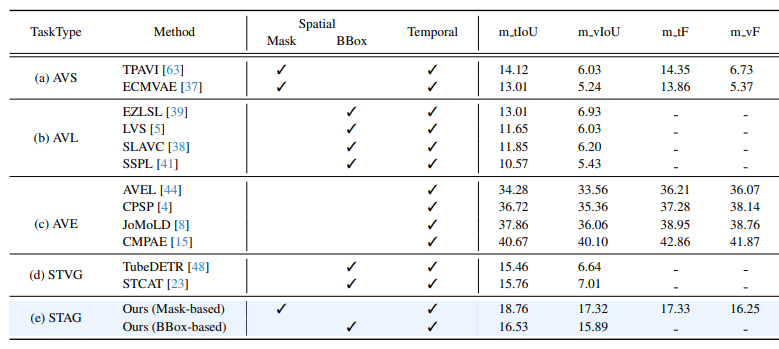 TaskType Method Spatial Mask BBox Temporal m_tIoU m_vIoU m_tF m_vF
(a) AVS TPAVI [63] ✓ ✓ 14.12 6.03 14.35 6.73
ECMVAE [37] ✓ ✓ 13.01 5.24 13.86 5.37
(b) AVL EZLSL [39] ✓ ✓ 13.01 6.93 - -
LVS [5] ✓ ✓ 11.65 6.03 - -
SLAVC [38] ✓ ✓ 11.85 6.20 - -
SSPL [41] ✓ ✓ 10.57 5.43 - -
(c) AVE AVEL [44] ✓ 34.28 33.56 36.21 36.07
CPSP [4] ✓ 36.72 35.36 37.28 38.14
JoMoLD [8] ✓ 37.86 36.06 38.95 38.76
CMPAE [15] ✓ 40.67 40.10 42.86 41.87
(d) STVG TubeDETR [48] ✓ ✓ 15.46 6.64 - -
STCAT [23] ✓ ✓ 15.76 7.01 - -
(e) STAG Ours (Mask-based) ✓ ✓ 18.76 17.32 17.33 16.25
Ours (BBox-based) ✓ ✓ 16.53 15.89 - -